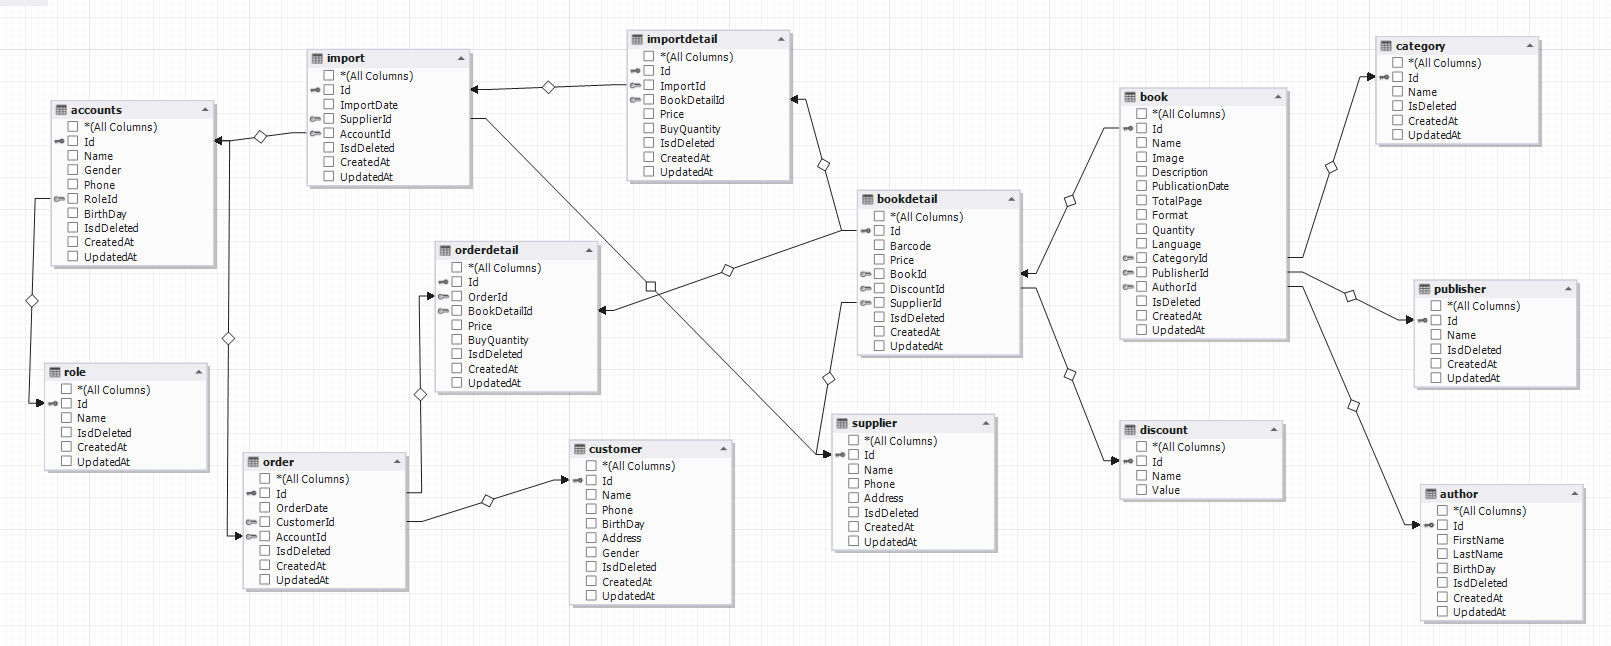 accounts
*(All Columns)
Id
Name
Gender
Phone
RoleId
BirthDay
IsdDeleted
CreatedAt
UpdatedAt
role
*(All Columns)
Id
Name
IsdDeleted
CreatedAt
UpdatedAt
import
*(All Columns)
Id
ImportDate
SupplierId
AccountId
IsdDeleted
CreatedAt
UpdatedAt
order
*(All Columns)
Id
OrderDate
CustomerId
AccountId
IsdDeleted
CreatedAt
UpdatedAt
orderdetail
*(All Columns)
Id
OrderId
BookDetailId
Price
BuyQuantity
IsdDeleted
CreatedAt
UpdatedAt
importdetail
*(All Columns)
Id
ImportId
BookDetailId
Price
BuyQuantity
IsdDeleted
CreatedAt
UpdatedAt
customer
*(All Columns)
Id
Name
Phone
BirthDay
Address
Gender
IsdDeleted
CreatedAt
UpdatedAt
bookdetail
*(All Columns)
Id
Barcode
Price
BookId
DiscountId
SupplierId
IsdDeleted
CreatedAt
UpdatedAt
supplier
*(All Columns)
Id
Name
Phone
Address
IsdDeleted
CreatedAt
UpdatedAt
book
*(All Columns)
Id
Name
Image
Description
PublicationDate
TotalPage
Format
Quantity
Language
CategoryId
PublisherId
AuthorId
IsDeleted
CreatedAt
UpdatedAt
discount
*(All Columns)
Id
Name
Value
category
*(All Columns)
Id
Name
IsDeleted
CreatedAt
UpdatedAt
publisher
*(All Columns)
Id
Name
IsdDeleted
CreatedAt
UpdatedAt
author
*(All Columns)
Id
FirstName
LastName
BirthDay
IsdDeleted
CreatedAt
UpdatedAt